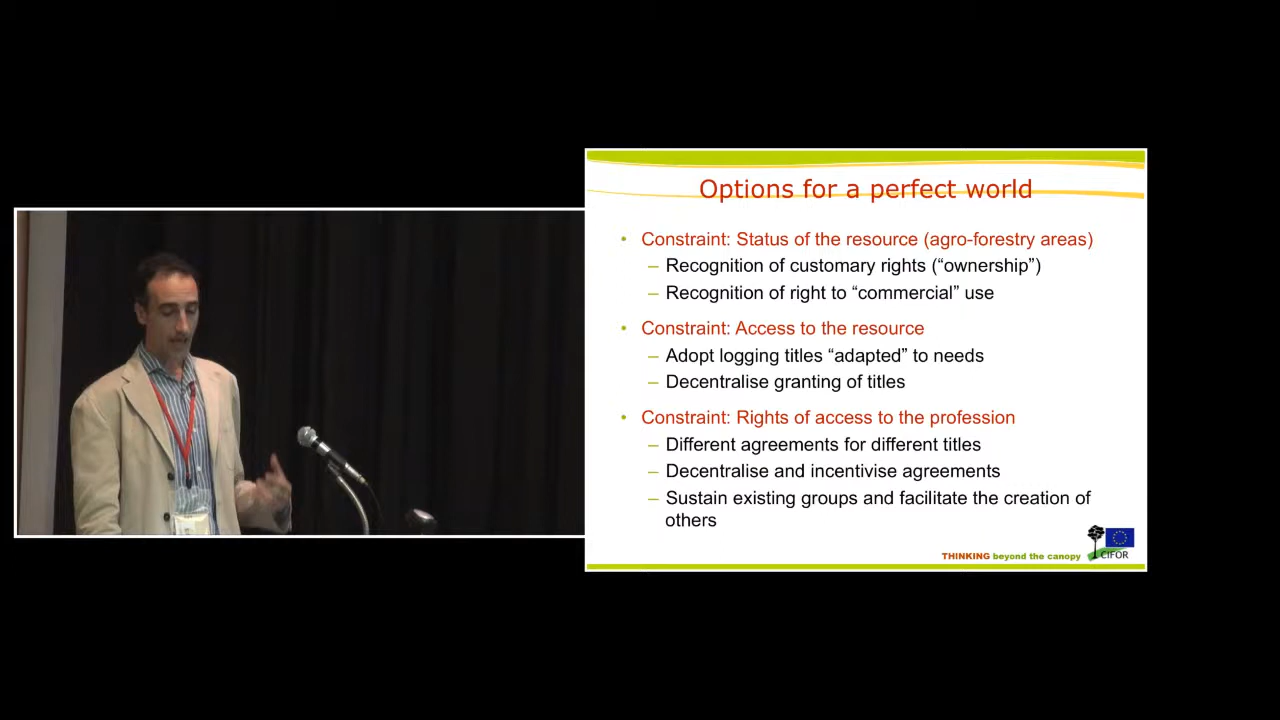 Options for a perfect world
• Constraint: Status of the resource (agro-forestry areas)
– Recognition of customary rights (“ownership”)
– Recognition of right to “commercial” use
• Constraint: Access to the resource
– Adopt logging titles “adapted” to needs
– Decentralise granting of titles
• Constraint: Rights of access to the profession
– Different agreements for different titles
– Decentralise and incentivise agreements
– Sustain existing groups and facilitate the creation of
others
THINKING beyond the canopy
CIFOR